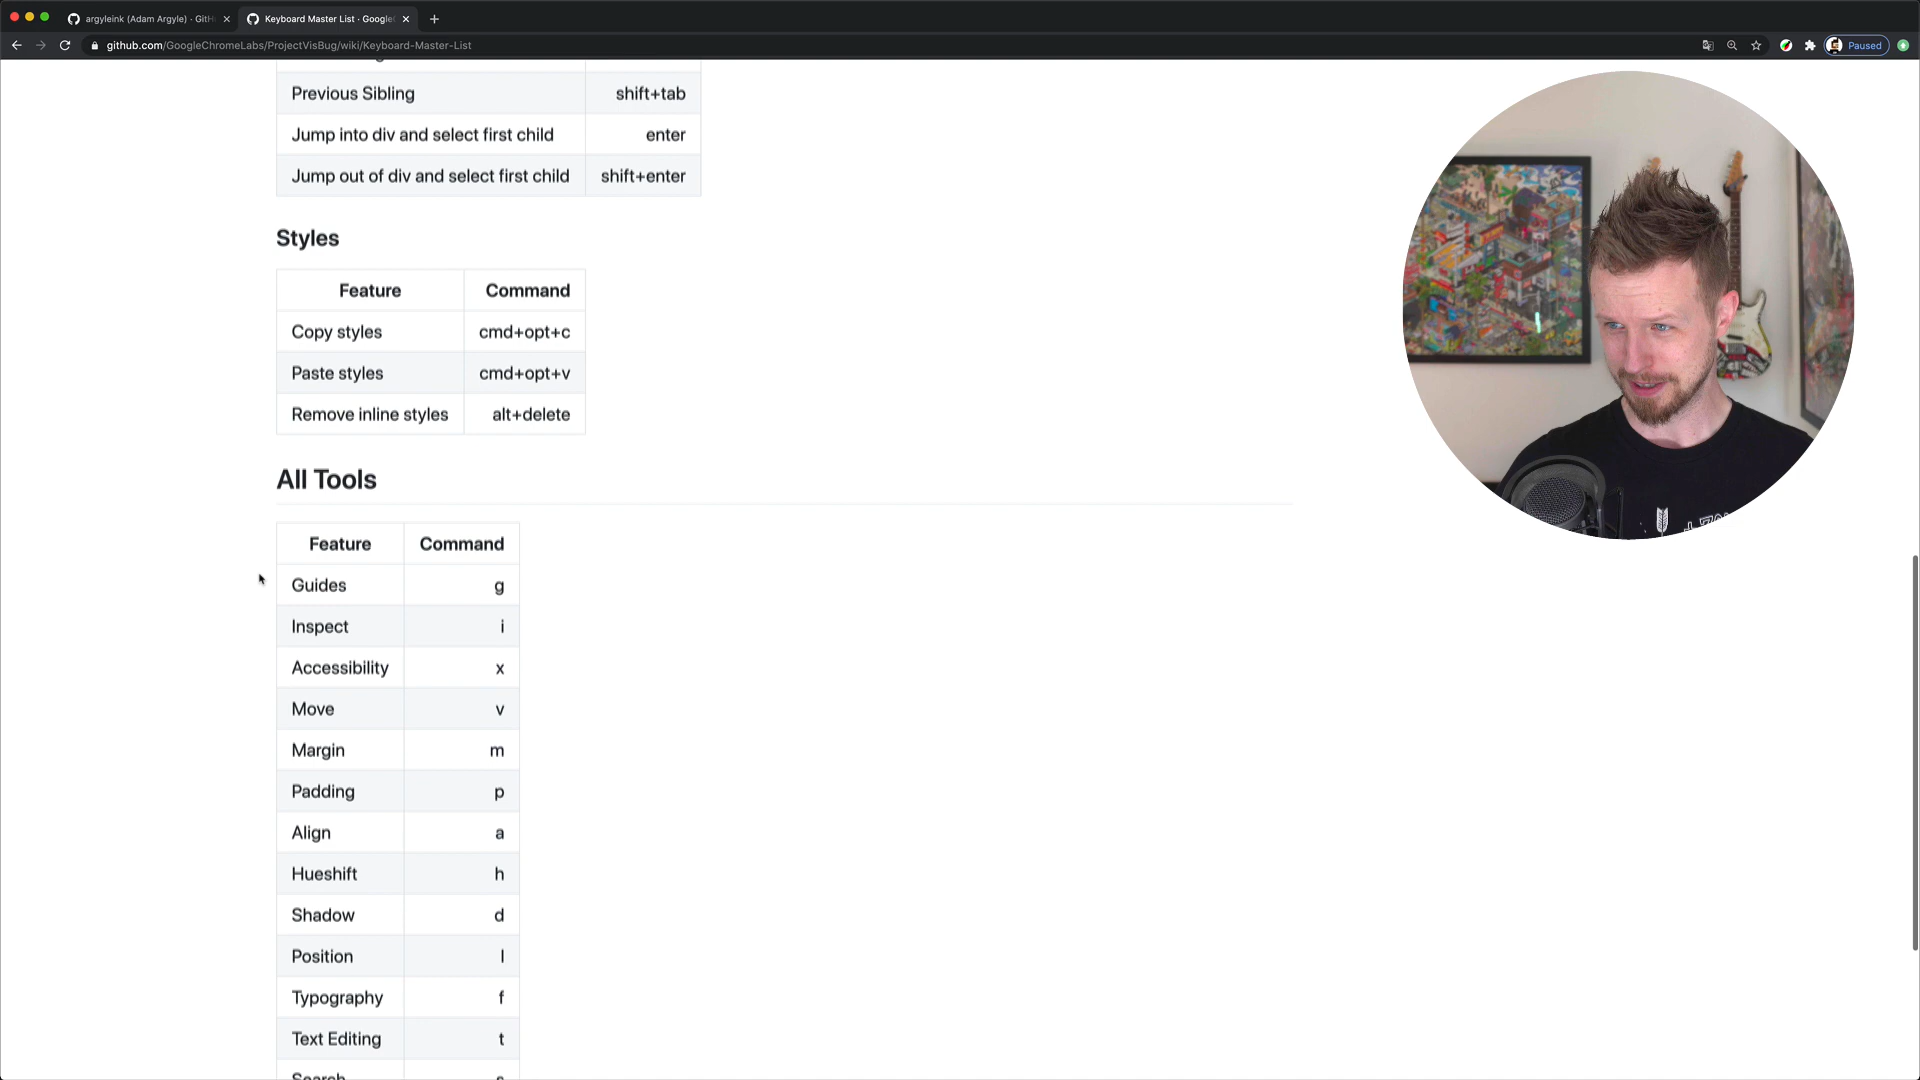 argyleink (Adam Argyle) · GitH
Keyboard Master List · Google
github.com/GoogleChromeLabs/ProjectVisBug/wiki/Keyboard-Master-List
Paused
Previous Sibling shift+tab
Jump into div and select first child enter
Jump out of div and select first child shift+enter
Styles
Feature Command
Copy styles cmd+opt+c
Paste styles cmd+opt+v
Remove inline styles alt+delete
All Tools
Feature Command
Guides g
Inspect i
Accessibility x
Move v
Margin m
Padding p
Align a
Hueshift h
Shadow d
Position l
Typography f
Text Editing t
Search s